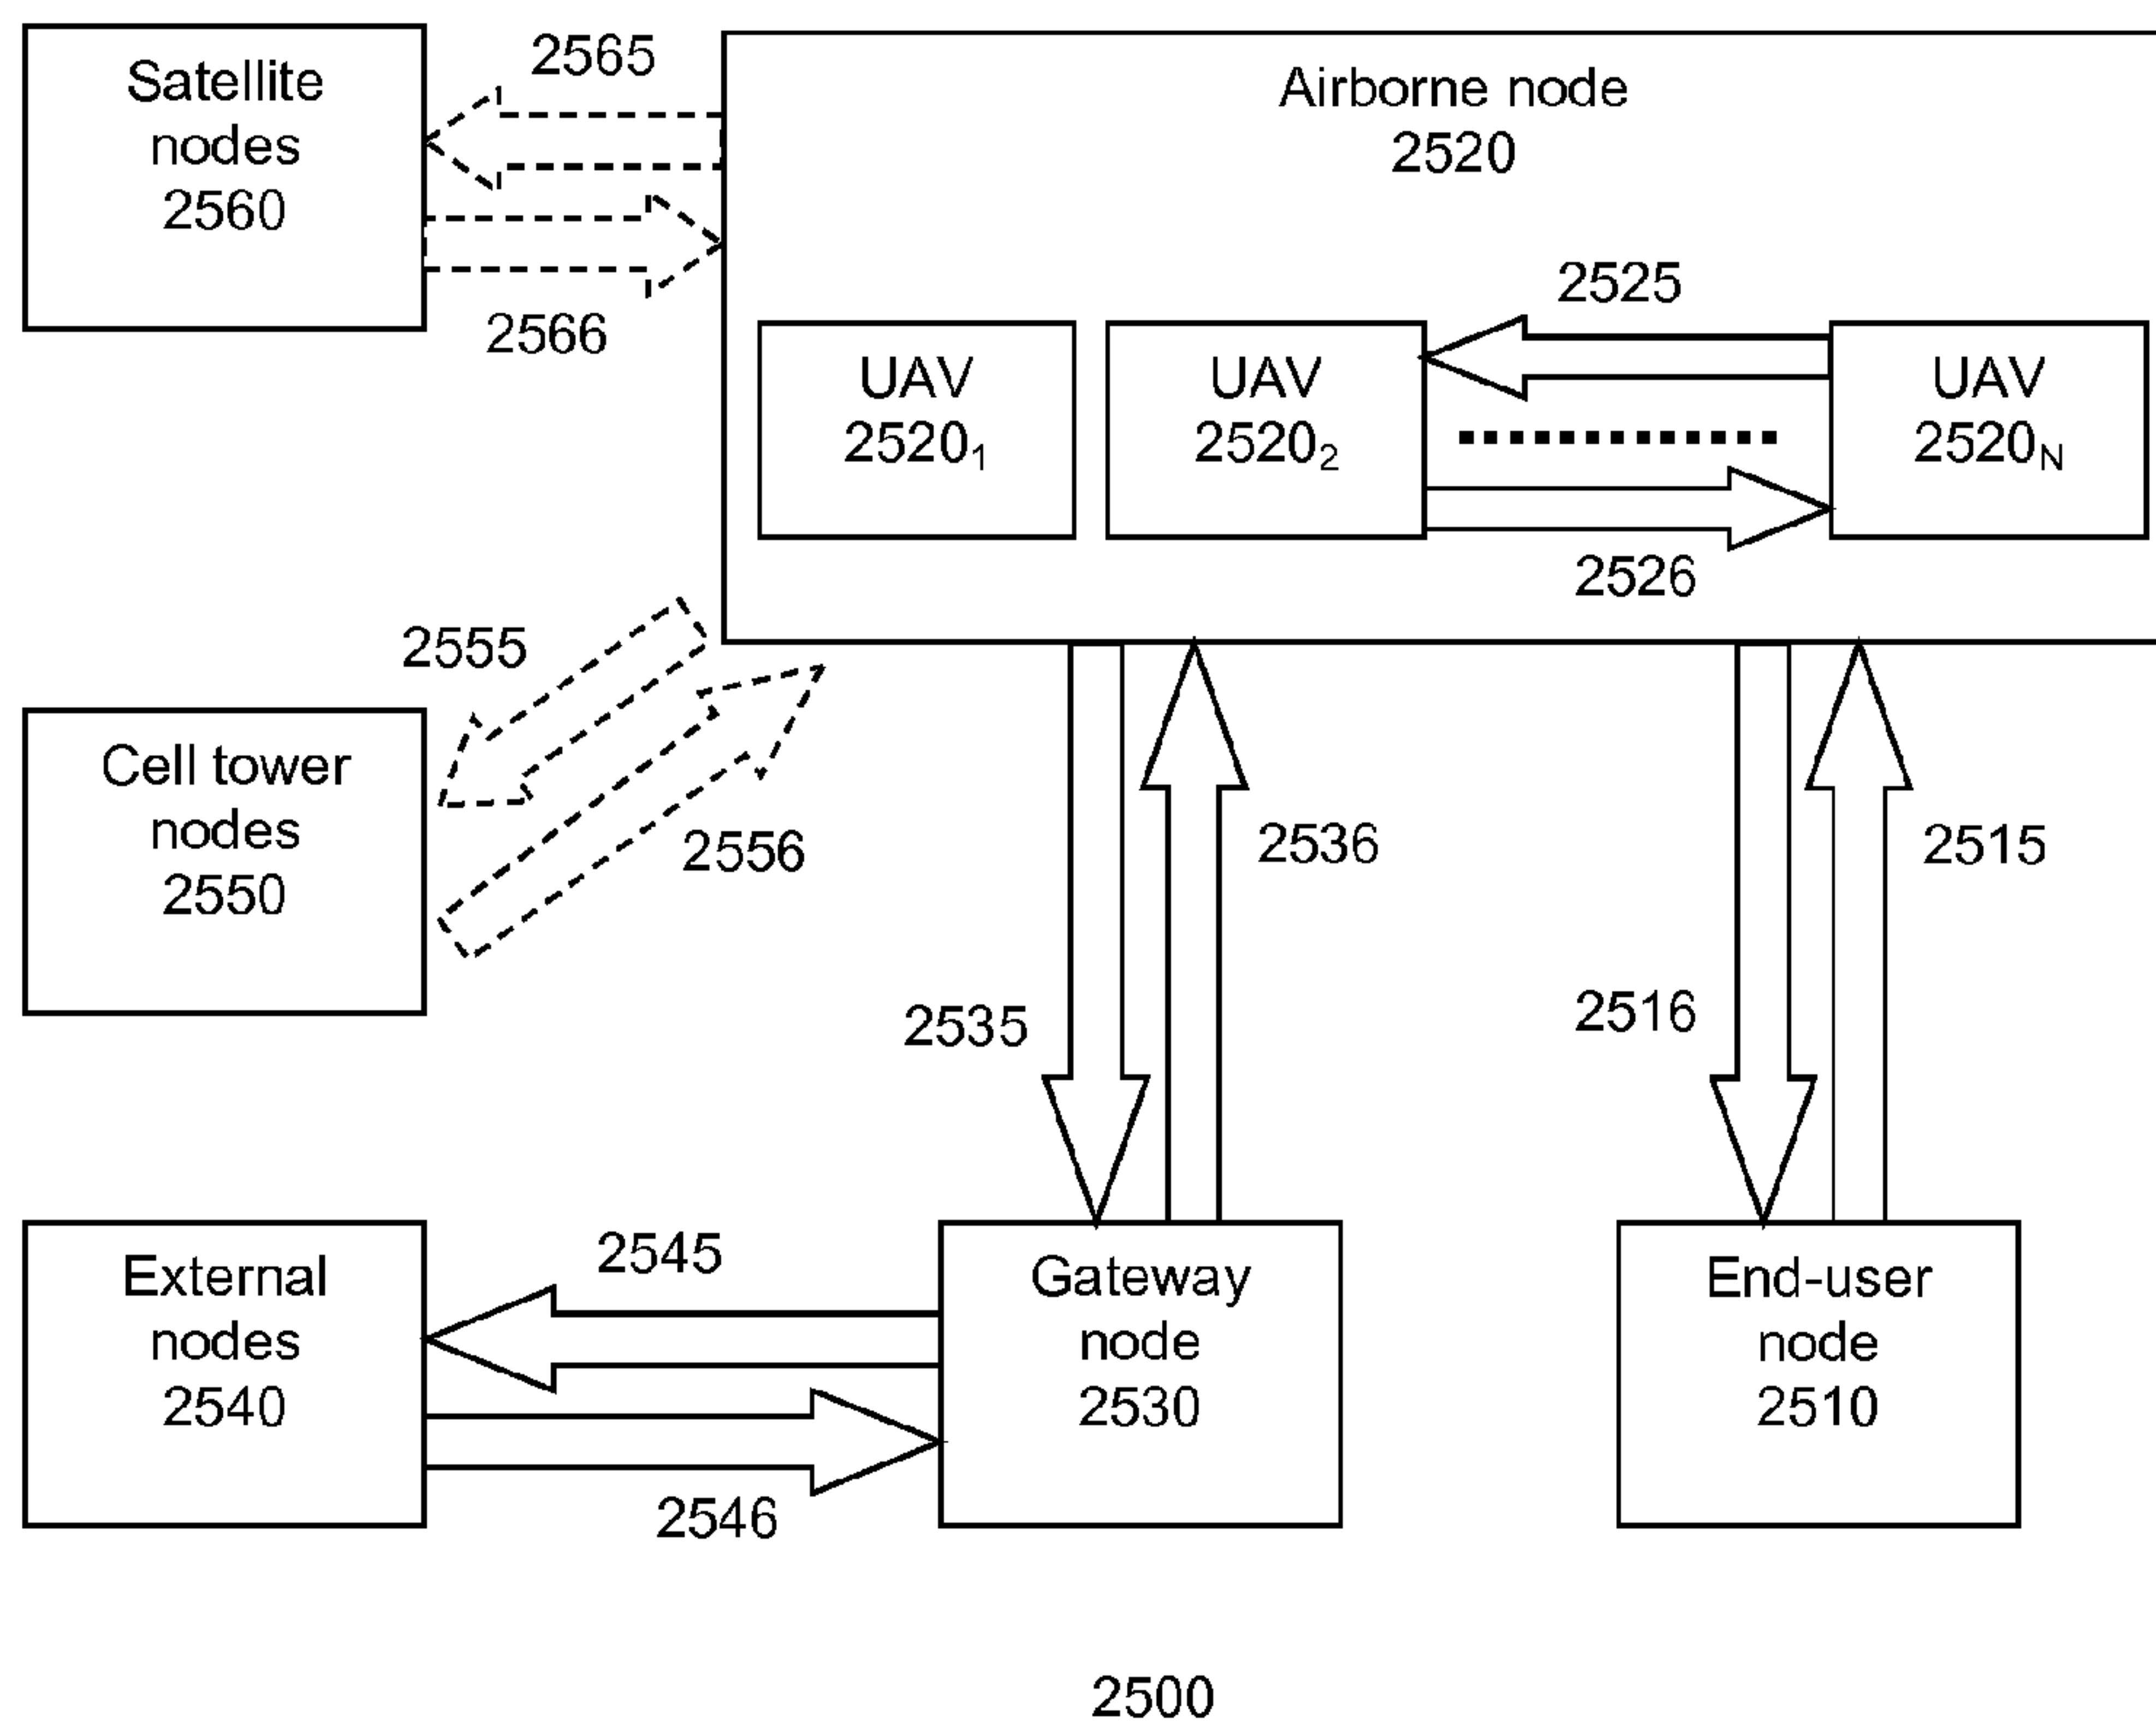 Satellite
nodes
2560
2565
2566
Airborne node
2520
2525
UAV
2520₁
UAV
2520₂
UAV
2520N
2526
2555
2556
Cell tower
nodes
2550
2535
2536
2516
2515
External
nodes
2540
2545
2546
Gateway
node
2530
End-user
node
2510
2500